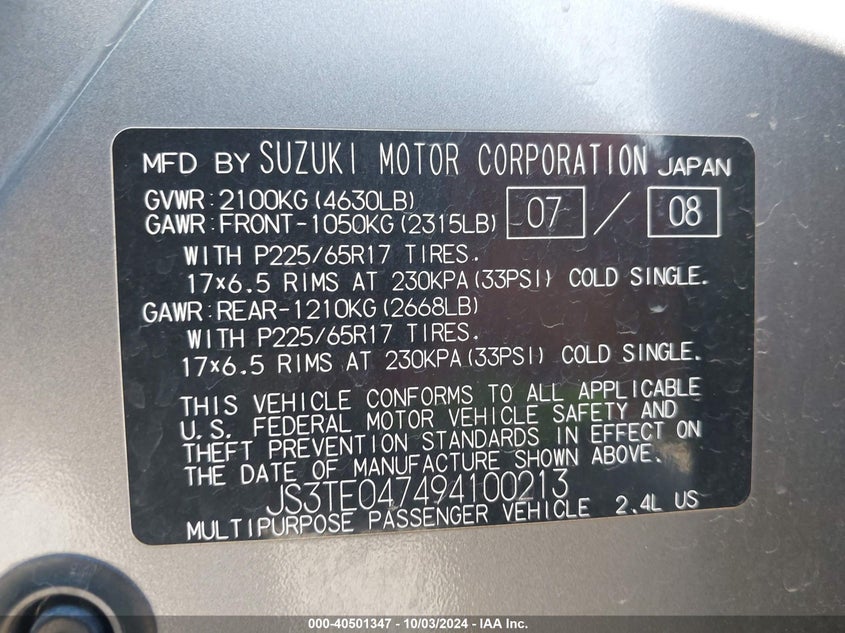 MFD BY SUZUKI MOTOR CORPORATION JAPAN
GVWR: 2100KG (4630LB)
GAWR: FRONT-1050KG (2315LB) 07 / 08
WITH P225/65R17 TIRES.
17×6.5 RIMS AT 230KPA (33PSI) COLD SINGLE.
GAWR: REAR-1210KG (2668LB)
WITH P225/65R17 TIRES.
17×6.5 RIMS AT 230KPA (33PSI) COLD SINGLE.
THIS VEHICLE CONFORMS TO ALL APPLICABLE
U.S. FEDERAL MOTOR VEHICLE SAFETY AND
THEFT PREVENTION STANDARDS IN EFFECT ON
THE DATE OF MANUFACTURE SHOWN ABOVE.
JS3TE047494100213
MULTIPURPOSE PASSENGER VEHICLE 2.4L US
000-40501347 - 10/03/2024 - IAA Inc.